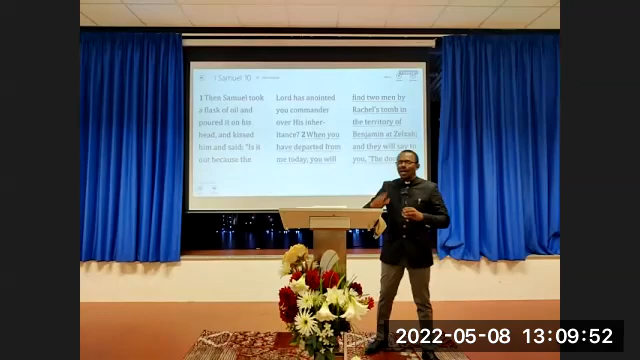 1 Samuel 10
1 Then Samuel took
a flask of oil and
poured it on his
head, and kissed
him and said: "Is it
not because the
Lord has anointed
you commander
over His inher-
itance? 2 When you
have departed from
me today, you will
find two men by
Rachel's tomb in
the territory of
Benjamin at Zelzah;
and they will say to
you, 'The
2022-05-08 13:09:52